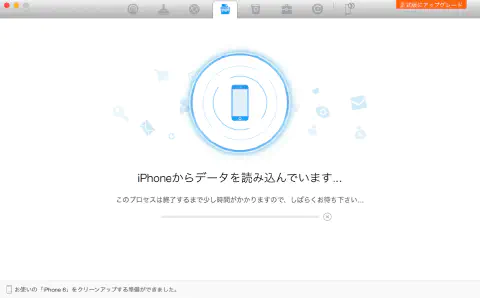 正式版にアップグレード
iPhoneからデータを読み込んでいます...
このプロセスは終了するまで少し時間がかかりますので、しばらくお待ち下さい...
お使いの「iPhone 6」をクリーンアップする準備ができました。